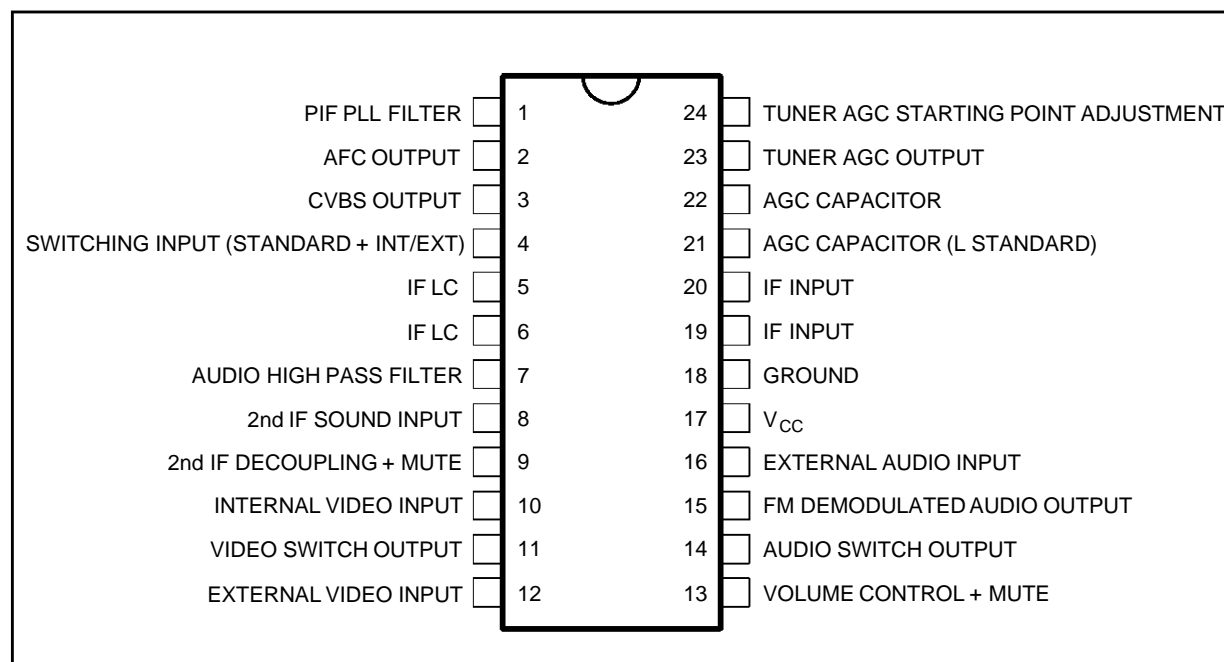 PIF PLL FILTER 1 24 TUNER AGC STARTING POINT ADJUSTMENT
AFC OUTPUT 2 23 TUNER AGC OUTPUT
CVBS OUTPUT 3 22 AGC CAPACITOR
SWITCHING INPUT (STANDARD + INT/EXT) 4 21 AGC CAPACITOR (L STANDARD)
IF LC 5 20 IF INPUT
IF LC 6 19 IF INPUT
AUDIO HIGH PASS FILTER 7 18 GROUND
2nd IF SOUND INPUT 8 17 VCC
2nd IF DECOUPLING + MUTE 9 16 EXTERNAL AUDIO INPUT
INTERNAL VIDEO INPUT 10 15 FM DEMODULATED AUDIO OUTPUT
VIDEO SWITCH OUTPUT 11 14 AUDIO SWITCH OUTPUT
EXTERNAL VIDEO INPUT 12 13 VOLUME CONTROL + MUTE